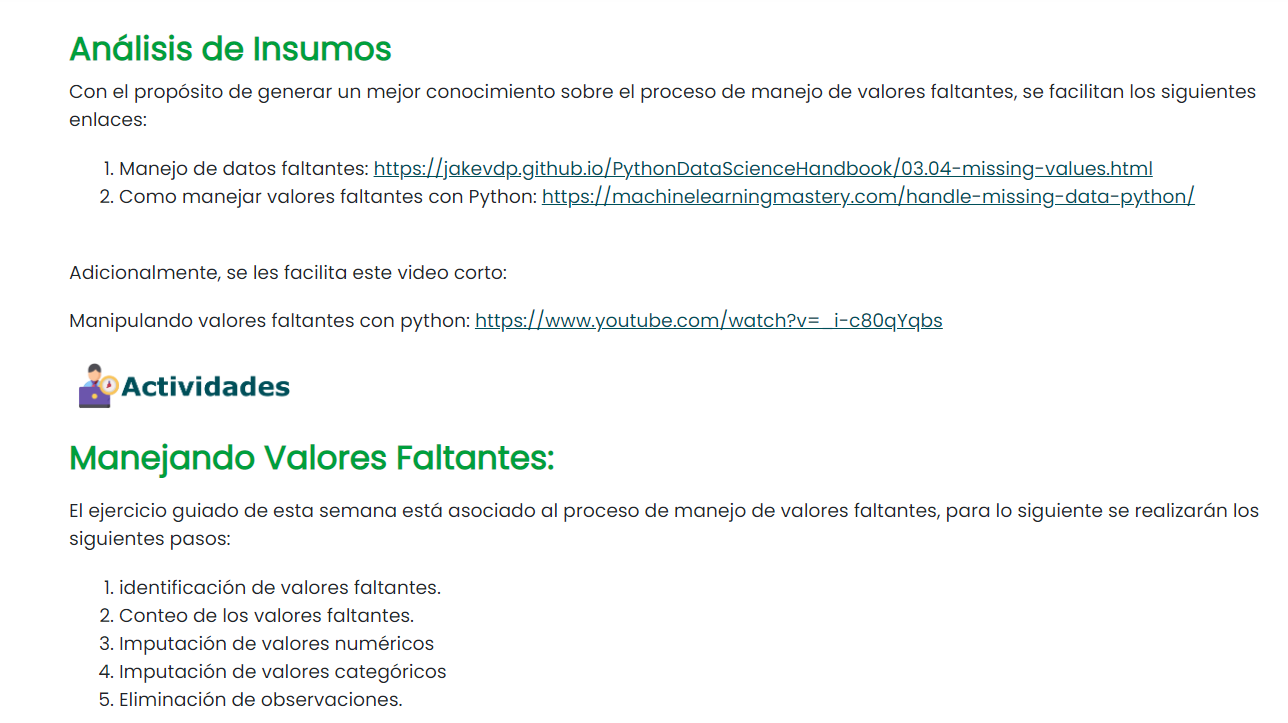 Análisis de Insumos
Con el propósito de generar un mejor conocimiento sobre el proceso de manejo de valores faltantes, se facilitan los siguientes
enlaces:
1. Manejo de datos faltantes: https://jakevdp.github.io/PythonDataScienceHandbook/03.04-missing-values.html
2. Como manejar valores faltantes con Python: https://machinelearningmastery.com/handle-missing-data-python/
Adicionalmente, se les facilita este video corto:
Manipulando valores faltantes con python: https://www.youtube.com/watch?v=_i-c80qYqbs
Actividades
Manejando Valores Faltantes:
El ejercicio guiado de esta semana está asociado al proceso de manejo de valores faltantes, para lo siguiente se realizarán los
siguientes pasos:
1. identificación de valores faltantes.
2. Conteo de los valores faltantes.
3. Imputación de valores numéricos
4. Imputación de valores categóricos
5. Eliminación de observaciones.